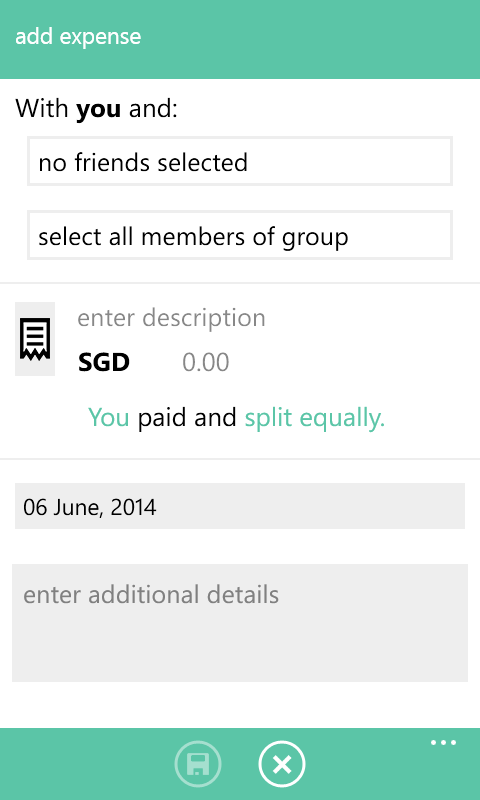 add expense
With you and:
no friends selected
select all members of group
enter description
SGD 0.00
You paid and split equally.
06 June, 2014
enter additional details